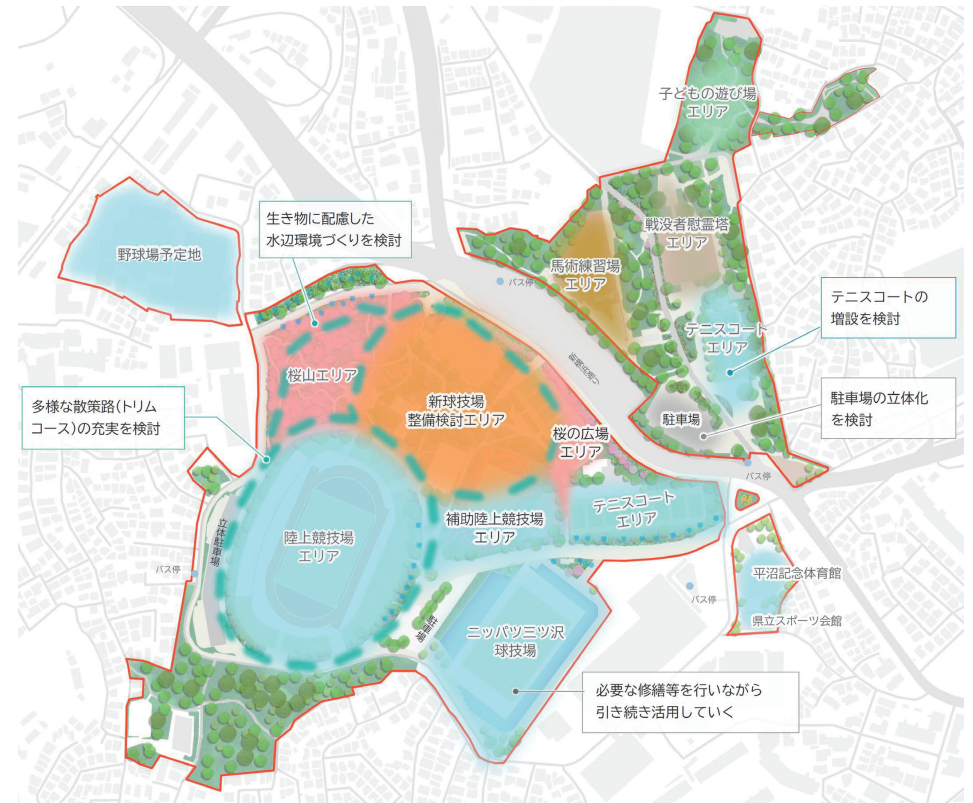 子どもの遊び場
エリア
生き物に配慮した
水辺環境づくりを検討
野球場予定地
戦没者慰霊塔
エリア
馬術練習場
エリア
バス停
テニスコートの
増設を検討
テニスコート
エリア
新横浜通り
桜山エリア
多様な散策路(トリム
コース)の充実を検討
新球技場
整備検討エリア
桜の広場
エリア
駐車場
駐車場の立体化
を検討
バス停
テニスコート
エリア
補助陸上競技場
エリア
陸上競技場
エリア
立体駐車場
バス停
平沼記念体育館
バス停
県立スポーツ会館
駐車場
ニッパツ三ツ沢
球技場
必要な修繕等を行いながら
引き続き活用していく